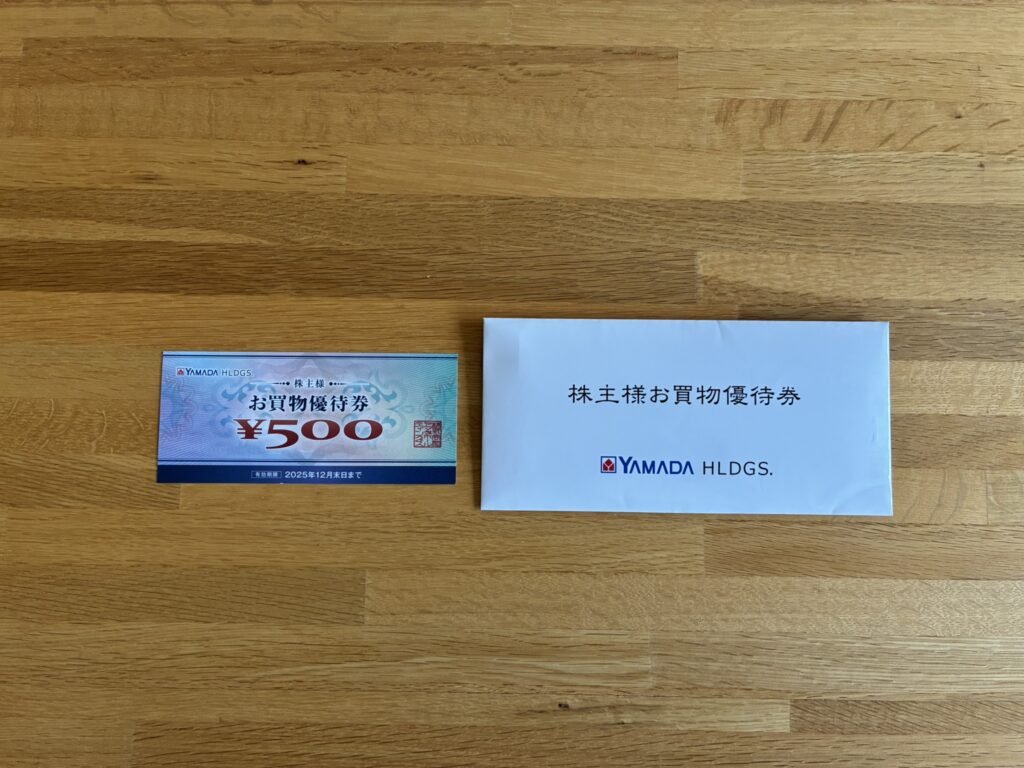 YAMADA HLDGS.
株主様
お買物優待券
¥500
有効期限 2025年12月末日まで
株主様お買物優待券
YAMADA HLDGS.